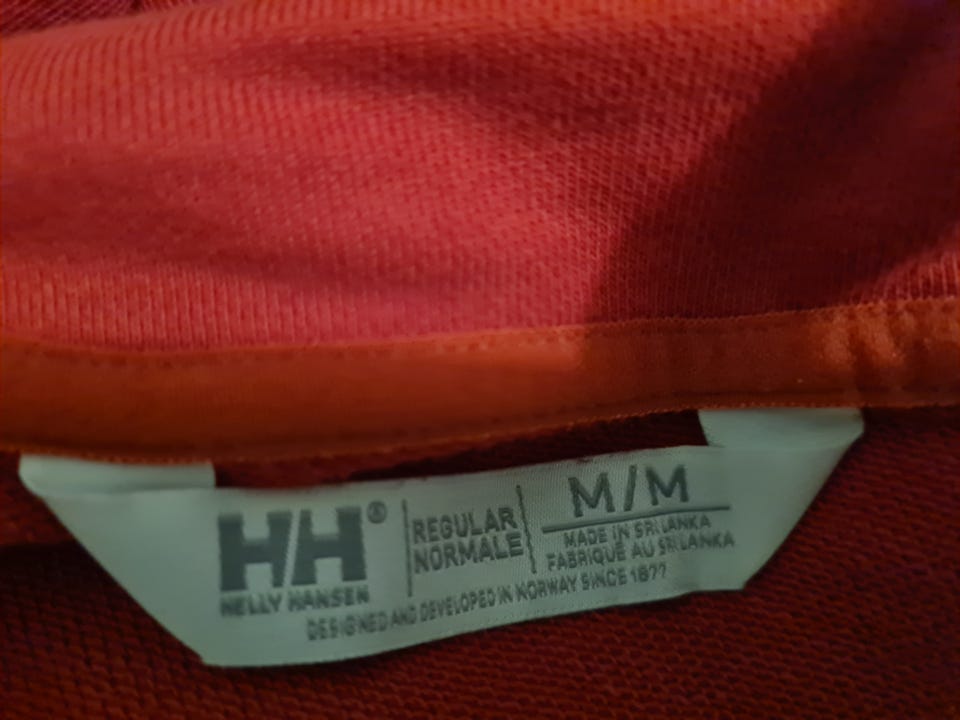 HH®
HELLY HANSEN
REGULAR
NORMALE
M/M
MADE IN SRI LANKA
FABRIQUÉ AU SRI LANKA
DESIGNED AND DEVELOPED IN NORWAY SINCE 1877